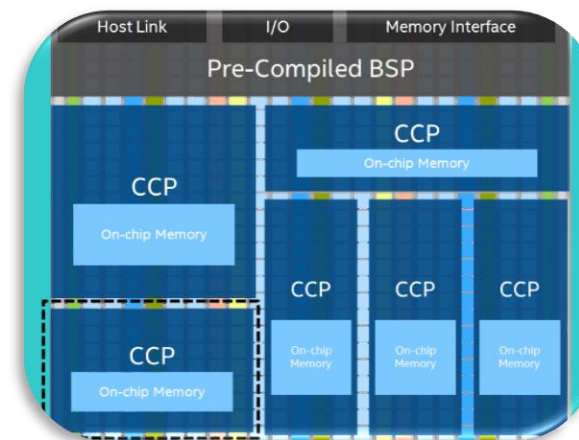 Host Link
I/O
Memory Interface
Pre-Compiled BSP
CCP
On-chip Memory
CCP
On-chip Memory
CCP
On-chip
Memory
CCP
On-chip
Memory
CCP
On-chip
Memory
CCP
On-chip Memory